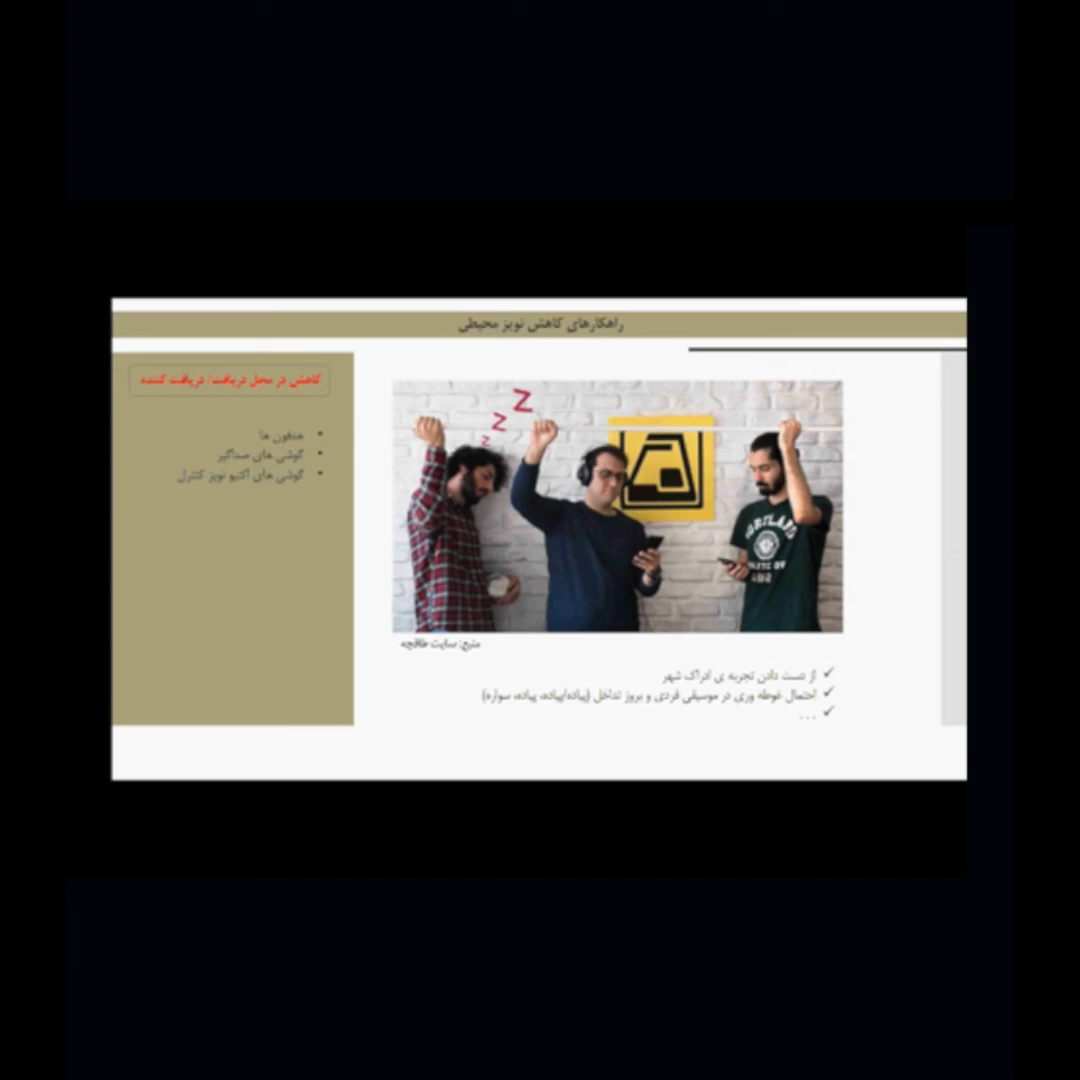 راهکارهای کاهش نویز محیطی
کاهش در محل دریافت/ دریافت کننده
• هدفون ها
• گوشی های صداگیر
• گوشی های اکتیو نویز کنترل
Z
Z
Z
PORTLAND
منبع: سایت طاقچه
✓ از دست دادن تجربه ی ادراک شهر
✓ احتمال غوطه وری در موسیقی فردی و بروز تداخل (پیاده/پیاده، پیاده، سواره)
✓ . . .